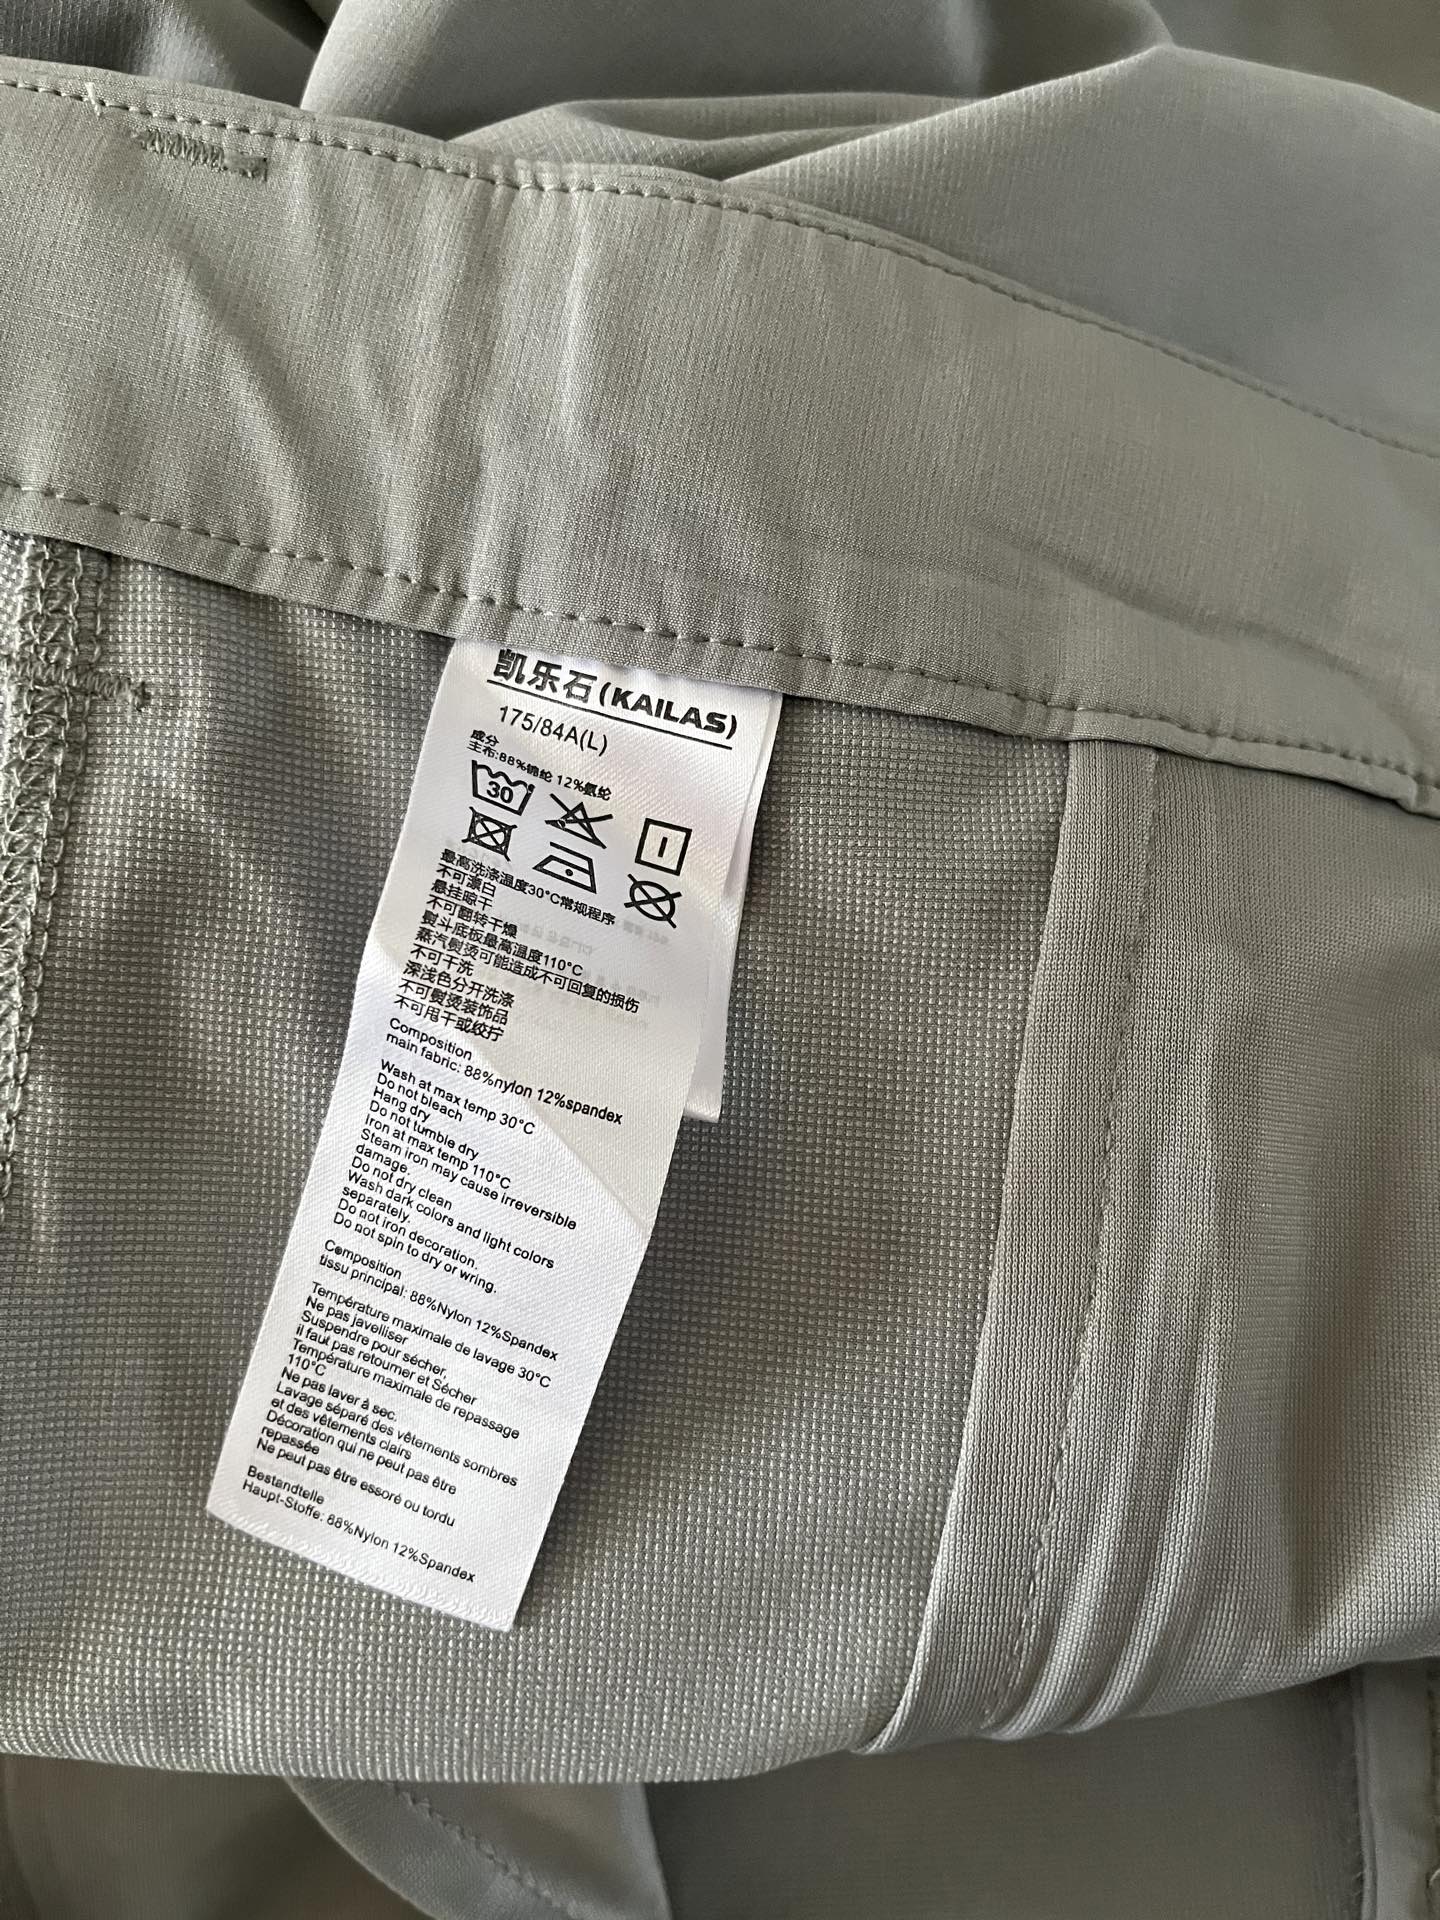 凯乐石(KAILAS)
175/84A(L)
成分
主布:88%锦纶 12%氨纶
30
最高洗涤温度30°C常规程序
不可漂白
悬挂晾干
不可翻转干燥
熨斗底板最高温度110°C
蒸汽熨烫可能造成不可回复的损伤
不可干洗
深浅色分开洗涤
不可熨烫装饰品
不可甩干或绞拧
Composition
main fabric: 88%nylon 12%spandex
Wash at max temp 30°C
Do not bleach
Hang dry
Do not tumble dry
Iron at max temp 110°C
Steam iron may cause irreversible
damage.
Do not dry clean
Wash dark colors and light colors
separately.
Do not iron decoration.
Do not spin to dry or wring.
Composition
tissu principal: 88%Nylon 12%Spandex
Température maximale de lavage 30°C
Ne pas javelliser
Suspendre pour sécher,
il faut pas retourner et Sécher
Température maximale de repassage
110°C
Ne pas laver à sec.
Lavage séparé des vêtements sombres
et des vêtements clairs
Décoration qui ne peut pas être
repassée
Ne peut pas être essoré ou tordu
Bestandtelle
Haupt-Stoffe: 88%Nylon 12%Spandex